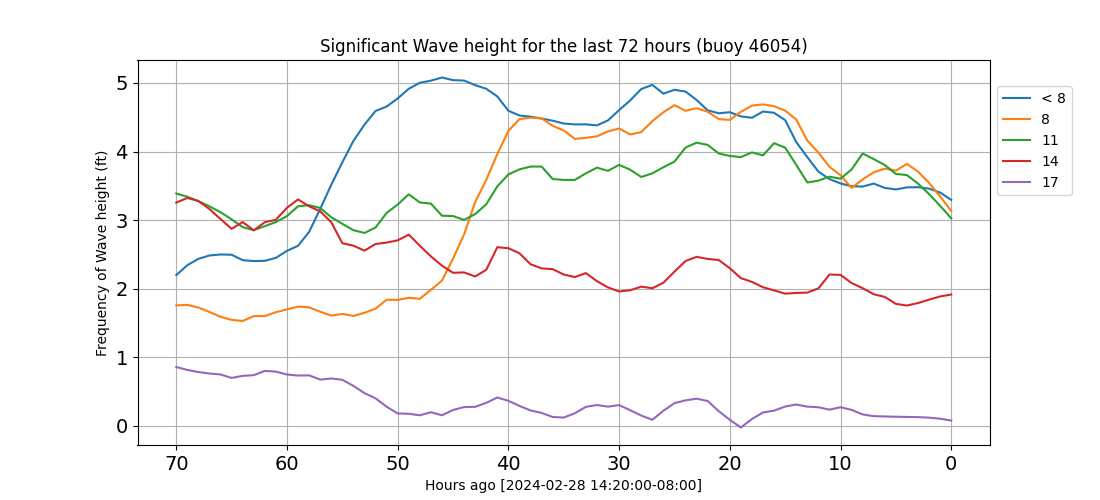 Significant Wave height for the last 72 hours (buoy 46054)
Frequency of Wave height (ft)
5
4
3
2
1
0
70 60 50 40 30 20 10 0
Hours ago [2024-02-28 14:20:00-08:00]
< 8
8
11
14
17